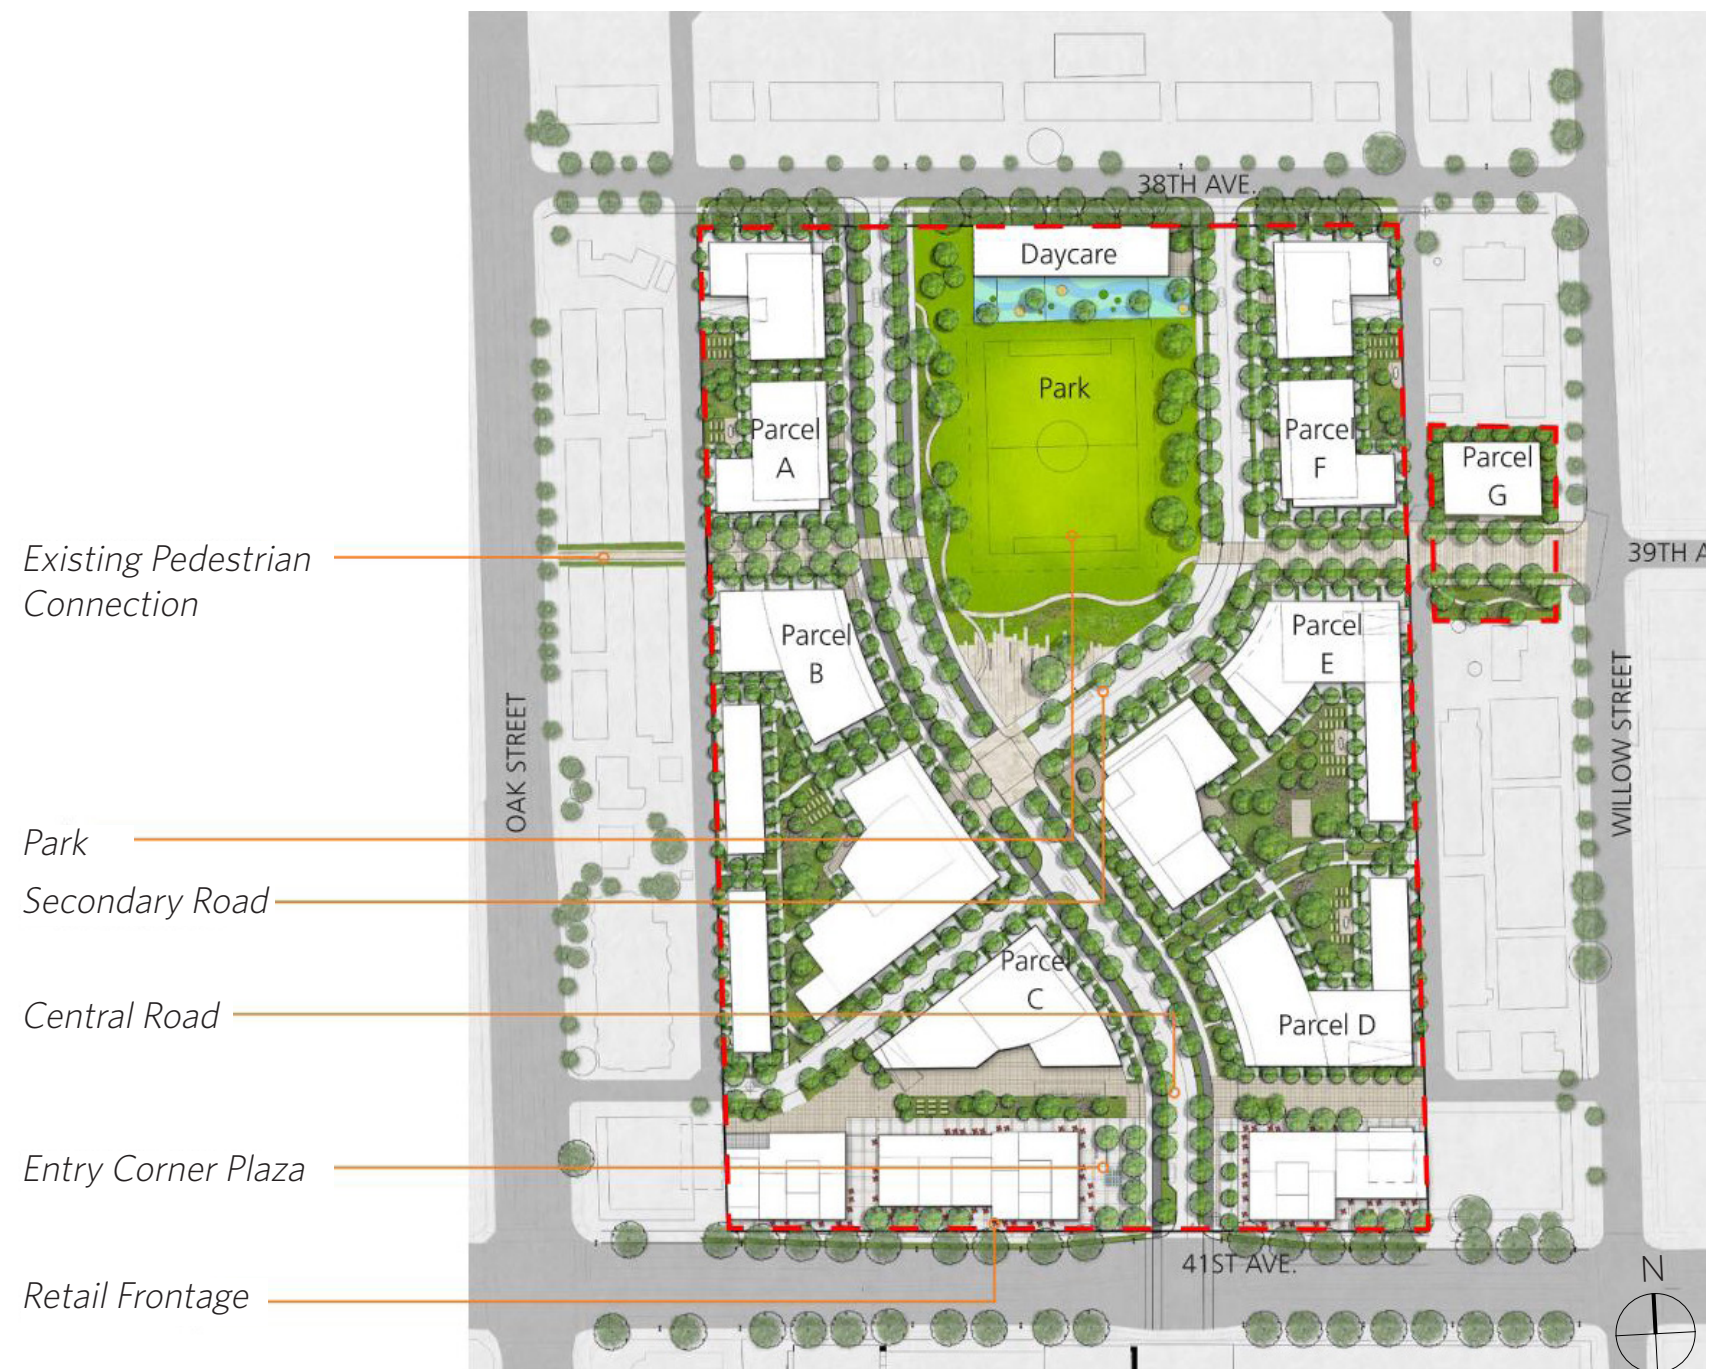 38TH AVE.
Daycare
Park
Parcel
A
Parcel
F
Parcel
G
Existing Pedestrian
Connection
39TH A
Parcel
B
Parcel
E
OAK STREET
WILLOW STREET
Park
Secondary Road
Parcel
C
Central Road
Parcel D
Entry Corner Plaza
41ST AVE.
Retail Frontage
N